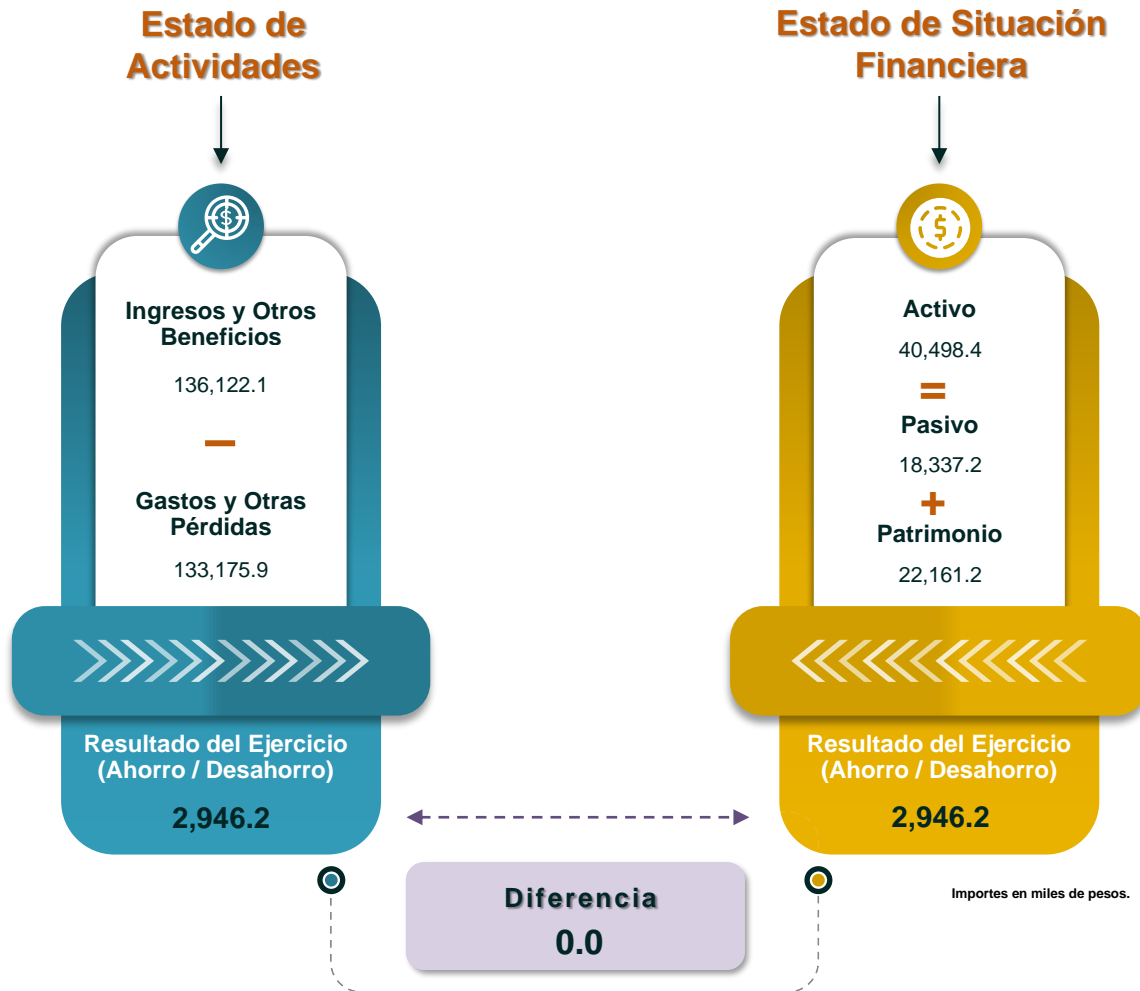 Estado de
Actividades
Ingresos y Otros
Beneficios
136,122.1
−
Gastos y Otras
Pérdidas
133,175.9
Resultado del Ejercicio
(Ahorro / Desahorro)
2,946.2
Estado de Situación
Financiera
$
Activo
40,498.4
=
Pasivo
18,337.2
+
Patrimonio
22,161.2
Resultado del Ejercicio
(Ahorro / Desahorro)
2,946.2
Diferencia
0.0
Importes en miles de pesos.